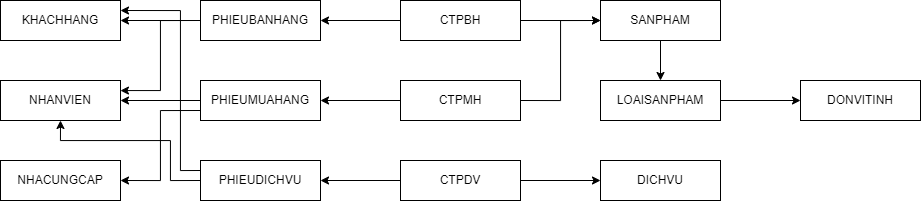 KHACHHANG
PHIEUBANHANG
CTPBH
SANPHAM
NHANVIEN
PHIEUMUAHANG
CTPMH
LOAISANPHAM
DONVITINH
NHACUNGCAP
PHIEUDICHVU
CTPDV
DICHVU